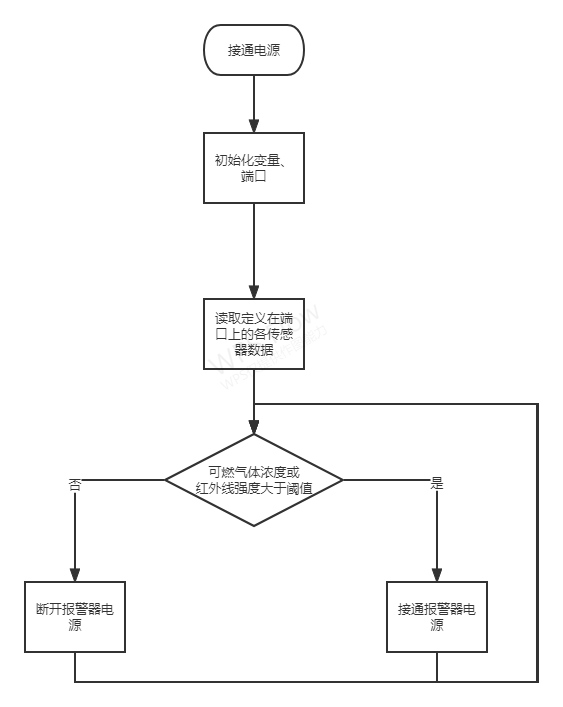 接通电源
初始化变量、
端口
读取定义在端
口上的各传感
器数据
可燃气体浓度或
红外线强度大于阈值
否
是
断开报警器电
源
接通报警器电
源